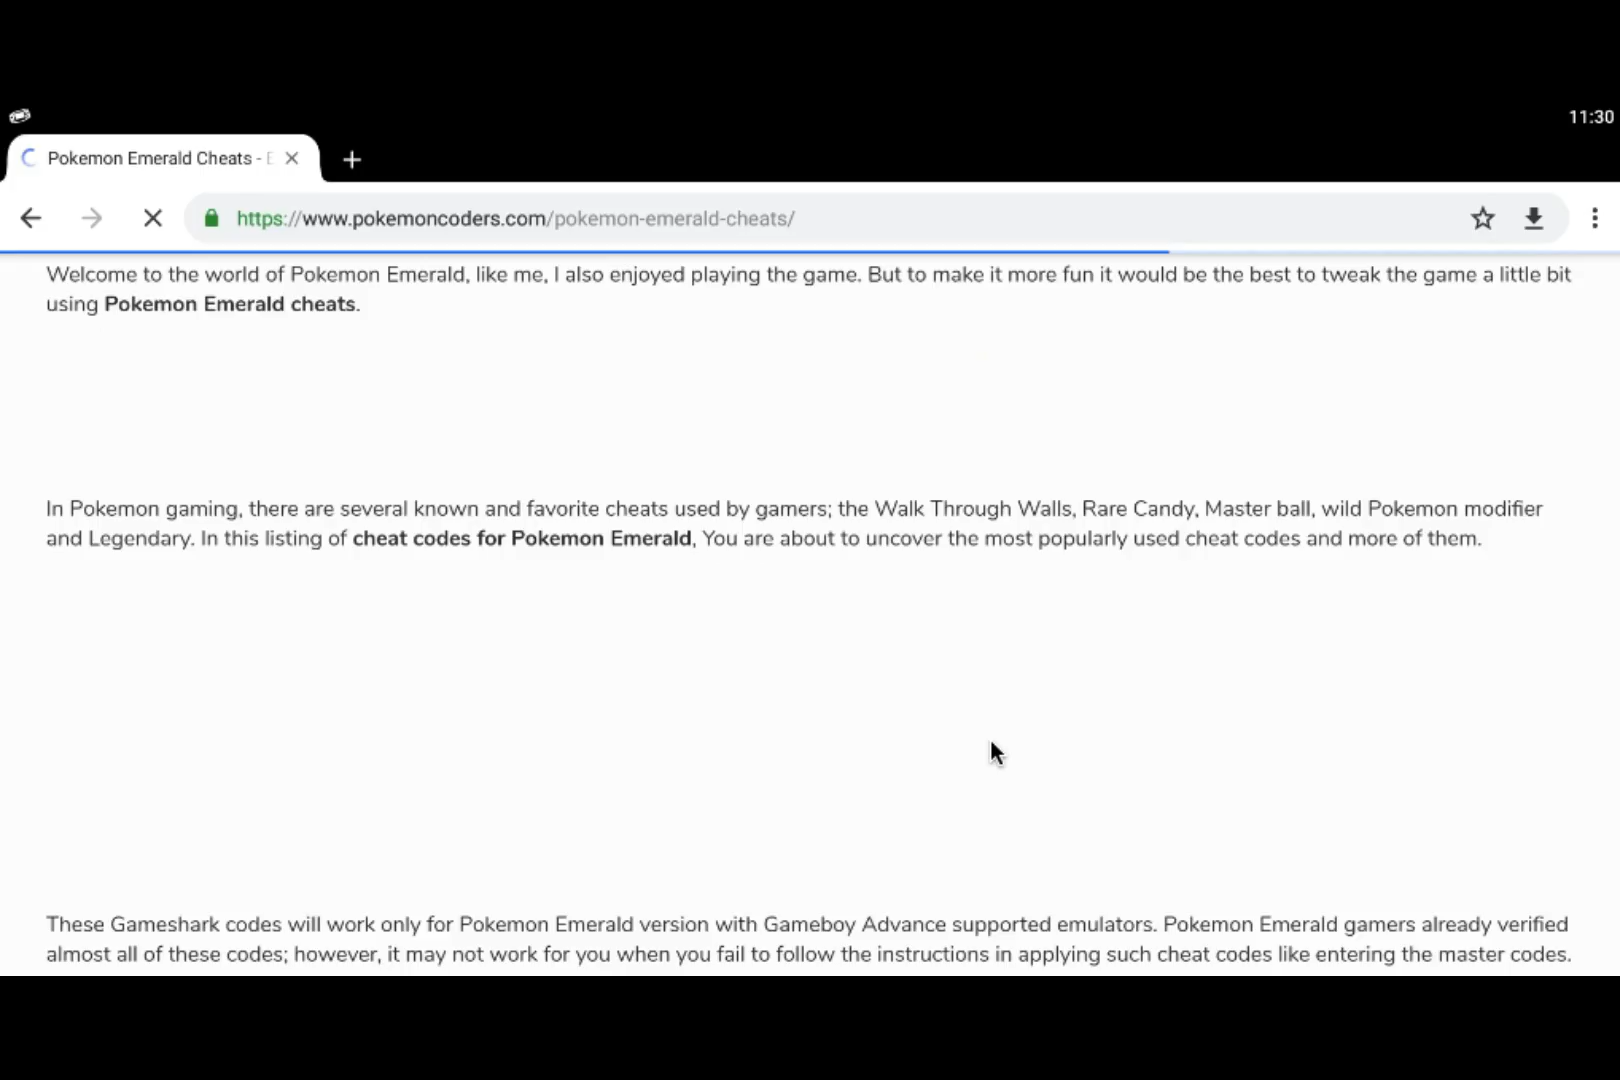 11:30
Pokemon Emerald Cheats - E
https://www.pokemoncoders.com/pokemon-emerald-cheats/
Welcome to the world of Pokemon Emerald, like me, I also enjoyed playing the game. But to make it more fun it would be the best to tweak the game a little bit
using Pokemon Emerald cheats.
In Pokemon gaming, there are several known and favorite cheats used by gamers; the Walk Through Walls, Rare Candy, Master ball, wild Pokemon modifier
and Legendary. In this listing of cheat codes for Pokemon Emerald, You are about to uncover the most popularly used cheat codes and more of them.
These Gameshark codes will work only for Pokemon Emerald version with Gameboy Advance supported emulators. Pokemon Emerald gamers already verified
almost all of these codes; however, it may not work for you when you fail to follow the instructions in applying such cheat codes like entering the master codes.